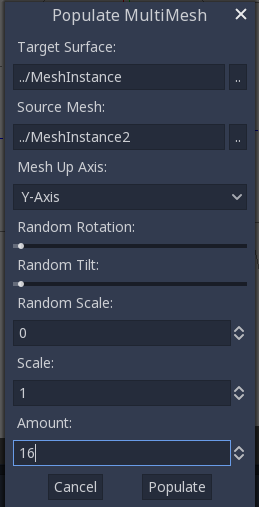 Populate MultiMesh
Target Surface:
../MeshInstance ..
Source Mesh:
../MeshInstance2 ..
Mesh Up Axis:
Y-Axis
Random Rotation:
Random Tilt:
Random Scale:
0
Scale:
1
Amount:
16
Cancel Populate